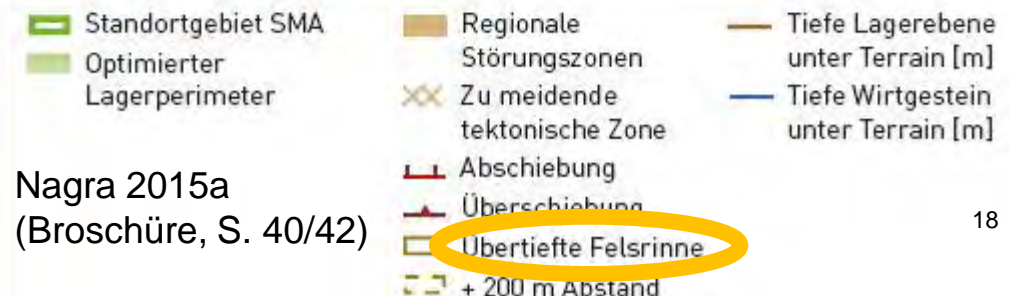 Standortgebiet SMA
Optimierter
Lagerperimeter
Regionale
Störungszonen
Zu meidende
tektonische Zone
Abschiebung
Überschiebung
Übertiefte Felsrinne
+ 200 m Abstand
Tiefe Lagerebene
unter Terrain [m]
Tiefe Wirtgestein
unter Terrain [m]
Nagra 2015a
(Broschüre, S. 40/42)
18